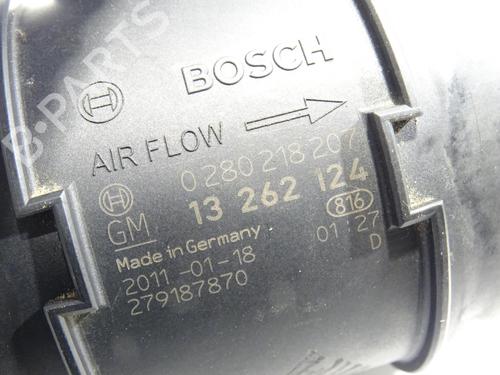 B-PARTS
BOSCH
AIR FLOW
0 280 218 207
GM 13 262 124
Made in Germany 816
2011-01-18 01 27
279187870 D